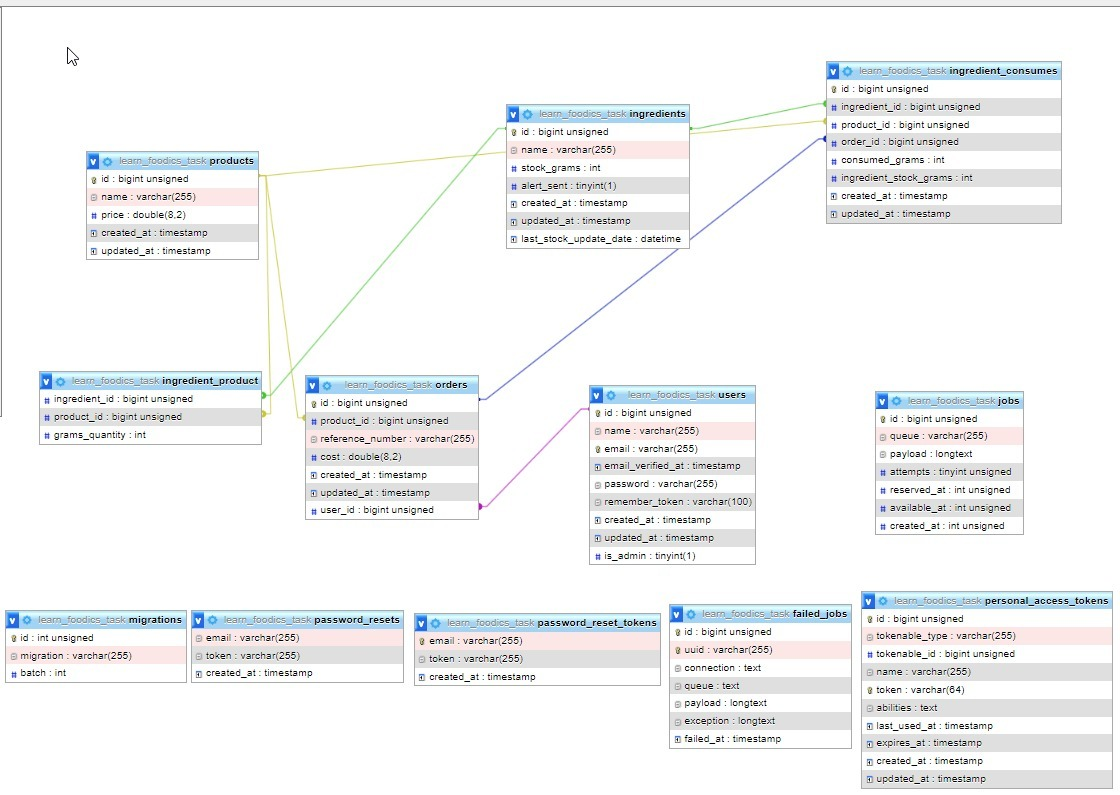 learn_foodics_task ingredient_consumes
id : bigint unsigned
ingredient_id : bigint unsigned
product_id : bigint unsigned
order_id : bigint unsigned
consumed_grams : int
ingredient_stock_grams : int
created_at : timestamp
updated_at : timestamp
learn_foodics_task ingredients
id : bigint unsigned
name : varchar(255)
stock_grams : int
alert_sent : tinyint(1)
created_at : timestamp
updated_at : timestamp
last_stock_update_date : datetime
learn_foodics_task products
id : bigint unsigned
name : varchar(255)
price : double(8,2)
created_at : timestamp
updated_at : timestamp
learn_foodics_task ingredient_product
ingredient_id : bigint unsigned
product_id : bigint unsigned
grams_quantity : int
learn_foodics_task orders
id : bigint unsigned
product_id : bigint unsigned
reference_number : varchar(255)
cost : double(8,2)
created_at : timestamp
updated_at : timestamp
user_id : bigint unsigned
learn_foodics_task users
id : bigint unsigned
name : varchar(255)
email : varchar(255)
email_verified_at : timestamp
password : varchar(255)
remember_token : varchar(100)
created_at : timestamp
updated_at : timestamp
is_admin : tinyint(1)
learn_foodics_task jobs
id : bigint unsigned
queue : varchar(255)
payload : longtext
attempts : tinyint unsigned
reserved_at : int unsigned
available_at : int unsigned
created_at : int unsigned
learn_foodics_task migrations
id : int unsigned
migration : varchar(255)
batch : int
learn_foodics_task password_resets
email : varchar(255)
token : varchar(255)
created_at : timestamp
learn_foodics_task password_reset_tokens
email : varchar(255)
token : varchar(255)
created_at : timestamp
learn_foodics_task failed_jobs
id : bigint unsigned
uuid : varchar(255)
connection : text
queue : text
payload : longtext
exception : longtext
failed_at : timestamp
learn_foodics_task personal_access_tokens
id : bigint unsigned
tokenable_type : varchar(255)
tokenable_id : bigint unsigned
name : varchar(255)
token : varchar(64)
abilities : text
last_used_at : timestamp
expires_at : timestamp
created_at : timestamp
updated_at : timestamp